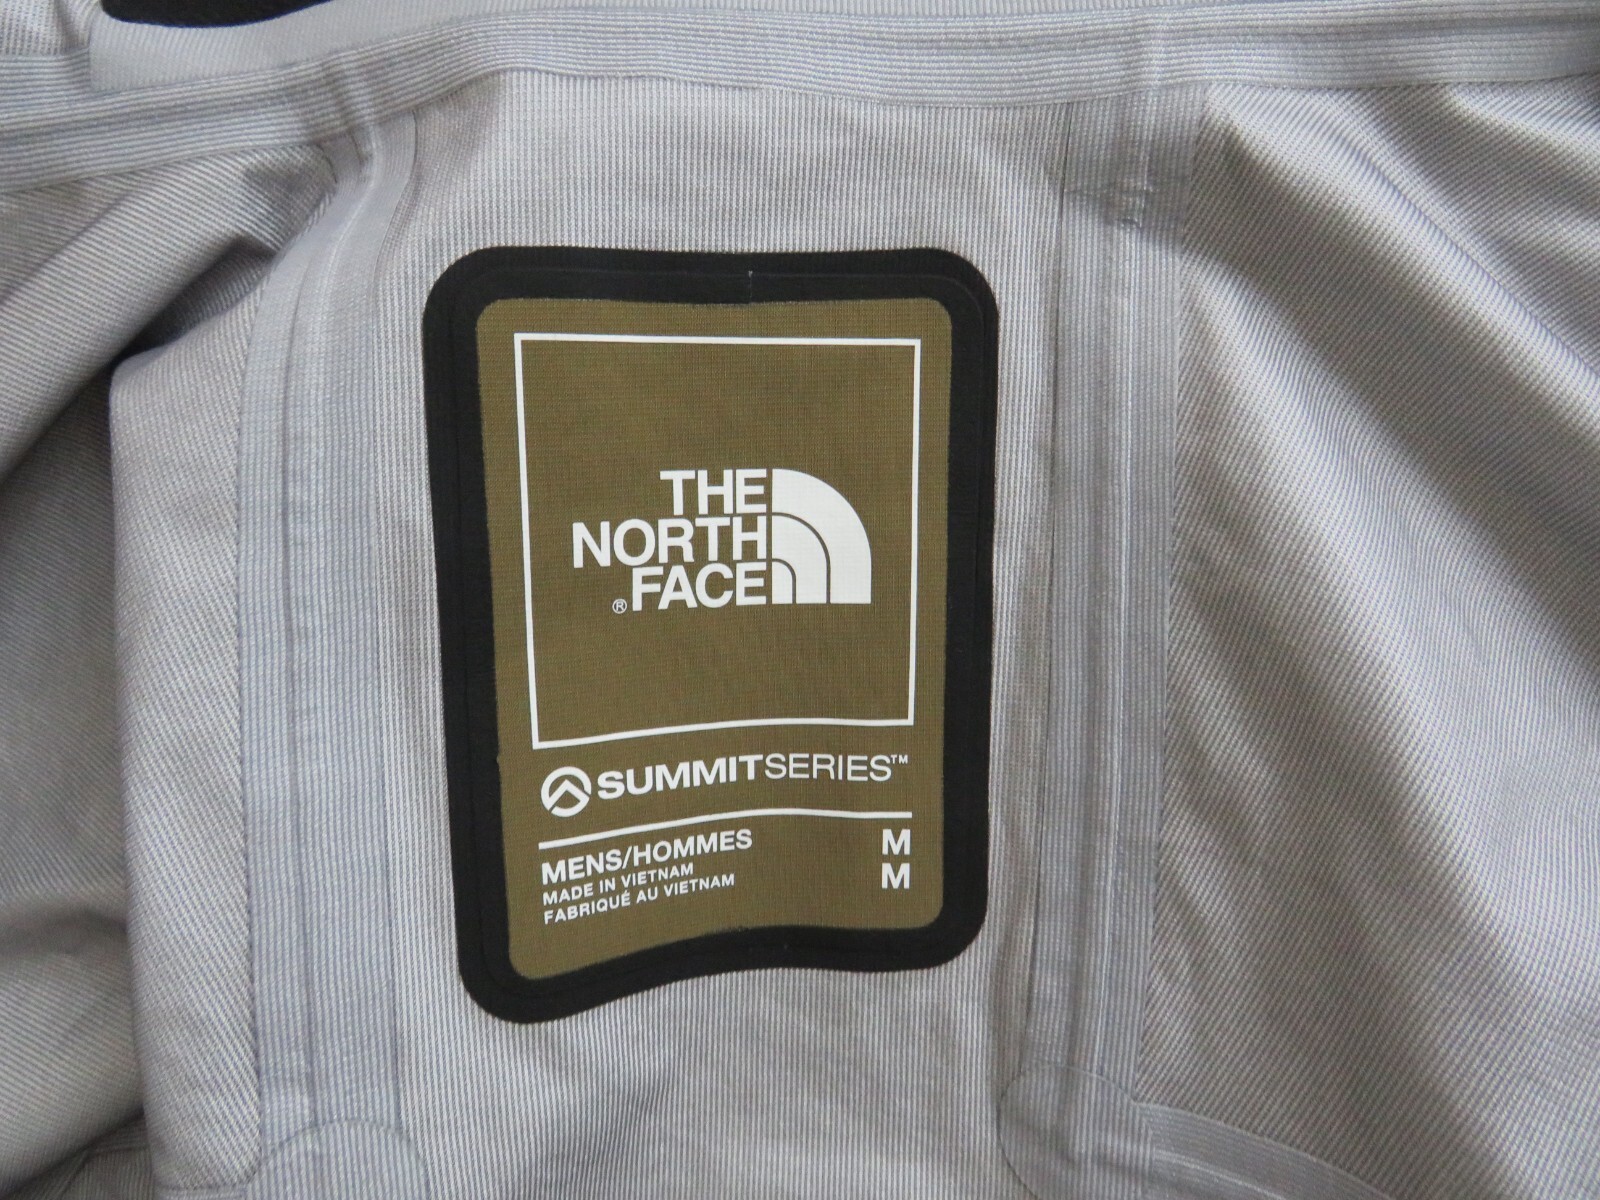 THE
NORTH
FACE
®
SUMMITSERIES™
MENS/HOMMES M
MADE IN VIETNAM M
FABRIQUÉ AU VIETNAM